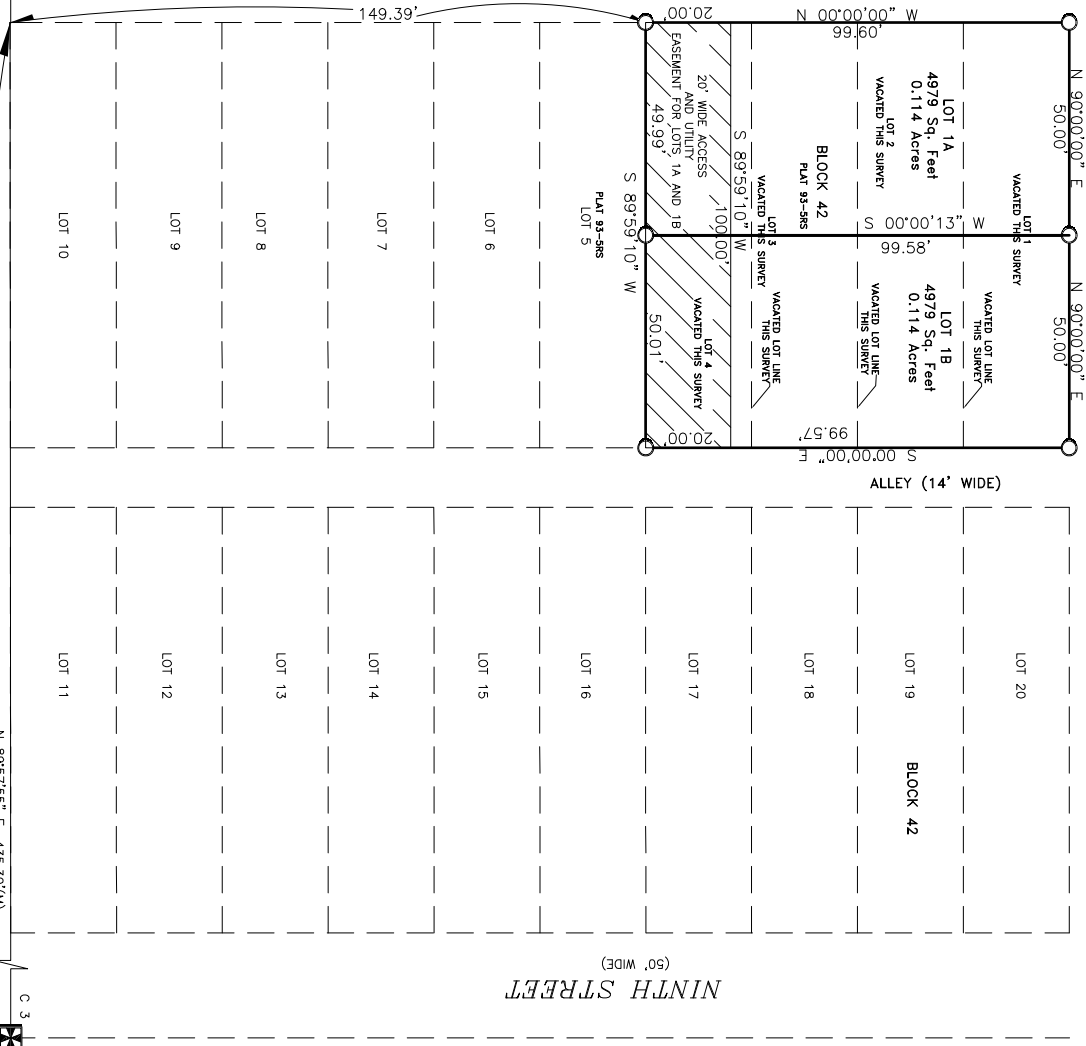 149.39'
20.00'
N 00°00'00" W
99.60'
N 90°00'00" E
50.00'
LOT 1A
4979 Sq. Feet
0.114 Acres
LOT 2
VACATED THIS SURVEY
BLOCK 42
PLAT 93-5RS
LOT 1
VACATED THIS SURVEY
LOT 3
VACATED THIS SURVEY
20' WIDE ACCESS
AND UTILITY
EASEMENT FOR LOTS 1A AND 1B
49.99'
S 89°59'10" W
100.00'
S 00°00'13" W
99.58'
N 90°00'00" E
50.00'
LOT 1B
4979 Sq. Feet
0.114 Acres
VACATED LOT LINE
THIS SURVEY
VACATED LOT LINE
THIS SURVEY
VACATED LOT LINE
THIS SURVEY
LOT 4
VACATED THIS SURVEY
50.01'
20.00'
99.57'
S 00°00'00" E
S 89°59'10" W
PLAT 93-5RS
LOT 5
LOT 6
LOT 7
LOT 8
LOT 9
LOT 10
ALLEY (14' WIDE)
LOT 11
LOT 12
LOT 13
LOT 14
LOT 15
LOT 16
LOT 17
LOT 18
LOT 19
LOT 20
BLOCK 42
(50' WIDE)
NINTH STREET
C 3